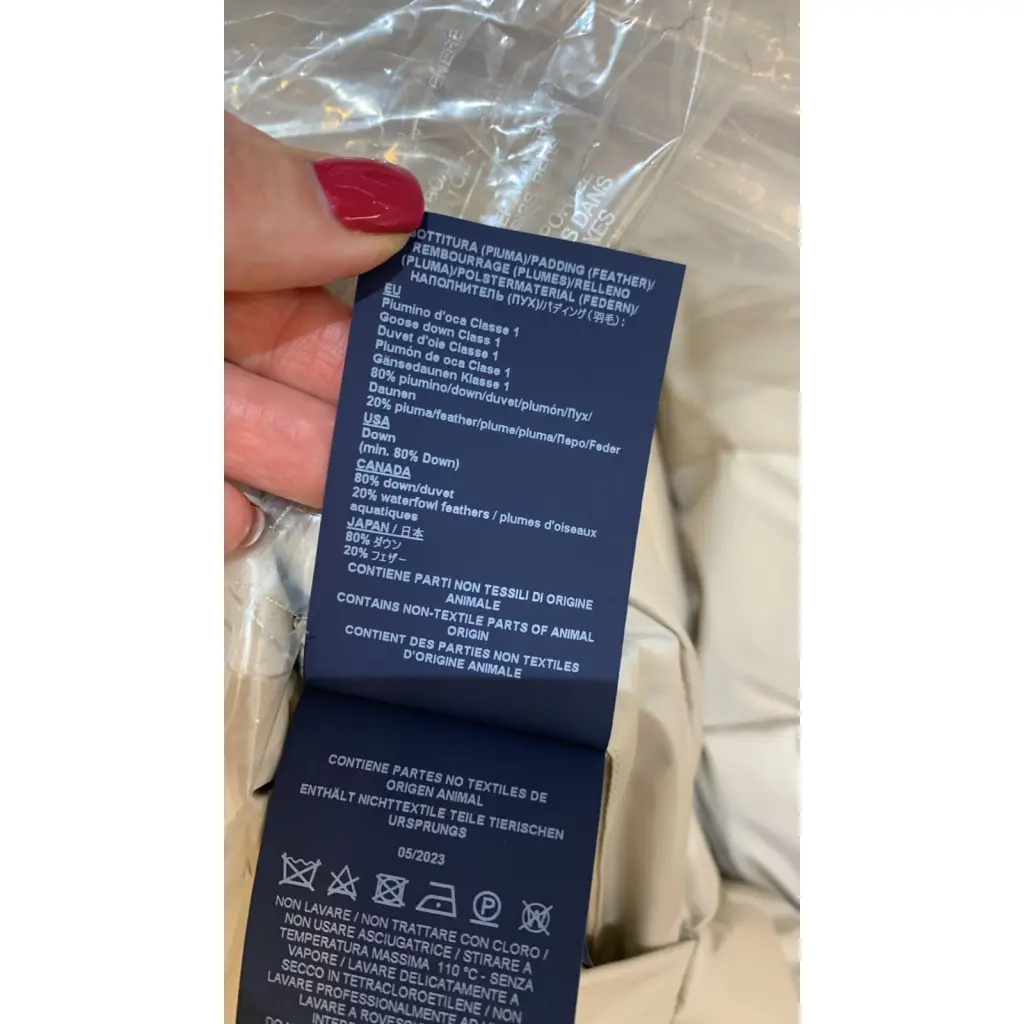 EMBRE
S DANS
OTTITURA (PIUMA)/PADDING (FEATHER)/
REMBOURRAGE (PLUMES)/RELLENO
(PLUMA)/POLSTERMATERIAL (FEDERN)/
НАПОЛНИТЕЛЬ (ПУХ)/パディング(羽毛):
EU
Piumino d'oca Classe 1
Goose down Class 1
Duvet d'oie Classe 1
Plumón de oca Clase 1
Gänsedaunen Klasse 1
80% piumino/down/duvet/plumón/Пух/
Daunen
20% piuma/feather/plume/pluma/Перо/Feder
USA
Down
(min. 80% Down)
CANADA
80% down/duvet
20% waterfowl feathers / plumes d'oiseaux
aquatiques
JAPAN / 日本
80% ダウン
20% フェザー
CONTIENE PARTI NON TESSILI DI ORIGINE
ANIMALE
CONTAINS NON-TEXTILE PARTS OF ANIMAL
ORIGIN
CONTIENT DES PARTIES NON TEXTILES
D'ORIGINE ANIMALE
CONTIENE PARTES NO TEXTILES DE
ORIGEN ANIMAL
ENTHÄLT NICHTTEXTILE TEILE TIERISCHEN
URSPRUNGS
05/2023
P
W
NON LAVARE / NON TRATTARE CON CLORO /
NON USARE ASCIUGATRICE / STIRARE A
TEMPERATURA MASSIMA 110 °C - SENZA
VAPORE / LAVARE DELICATAMENTE A
SECCO IN TETRACLOROETILENE / NON
LAVARE PROFESSIONALMENTE AD
LAVARE A ROVESC